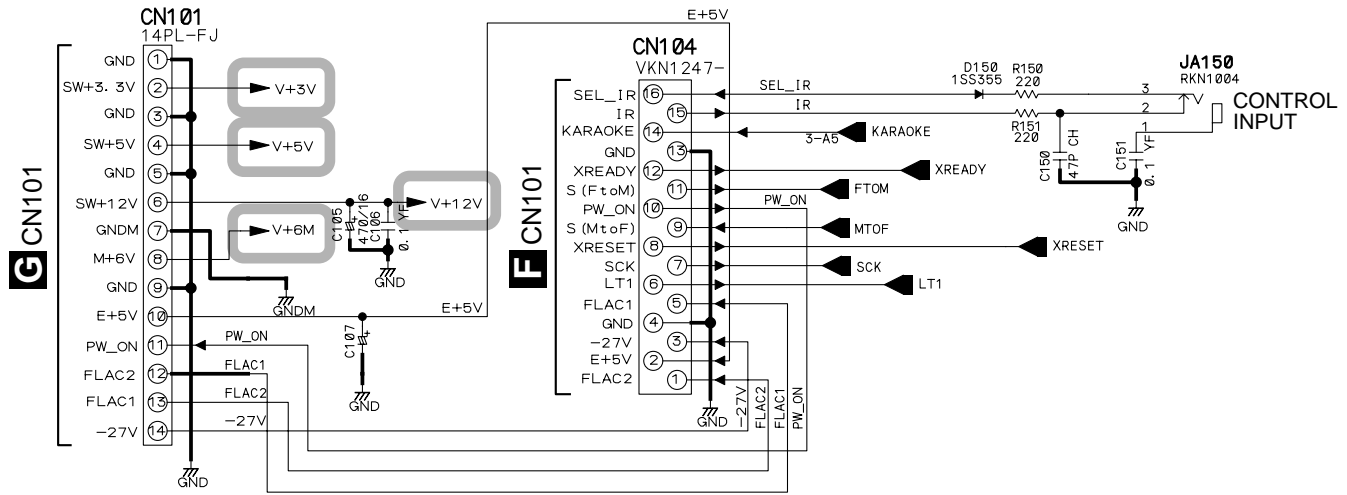 CN101
14PL-FJ
G CN101
GND
1
SW+3. 3V
2
V+3V
GND
3
SW+5V
4
V+5V
GND
5
SW+12V
6
V+12V
GNDM
7
V+6M
M+6V
8
GND
9
E+5V
10
E+5V
PW_ON
11
PW_ON
FLAC2
12
FLAC1
FLAC1
13
FLAC2
-27V
14
-27V
GND
GNDM
C105
470/16
C106
0. 1 YF
GND
C107
GND
E+5V
CN104
VKN1247-
F CN101
SEL_IR
16
SEL_IR
IR
15
IR
KARAOKE
14
3-A5
KARAOKE
GND
13
XREADY
12
XREADY
S (FtoM)
11
FTOM
PW_ON
10
PW_ON
S (MtoF)
9
MTOF
XRESET
8
XRESET
SCK
7
SCK
LT1
6
LT1
FLAC1
5
GND
4
-27V
3
E+5V
2
FLAC2
1
GND
-27V
FLAC2
FLAC1
PW_ON
D150
1SS355
R150
220
R151
220
C150
47P CH
C151
0. 1 YF
GND
JA150
RKN1004
3
2
1
CONTROL
INPUT